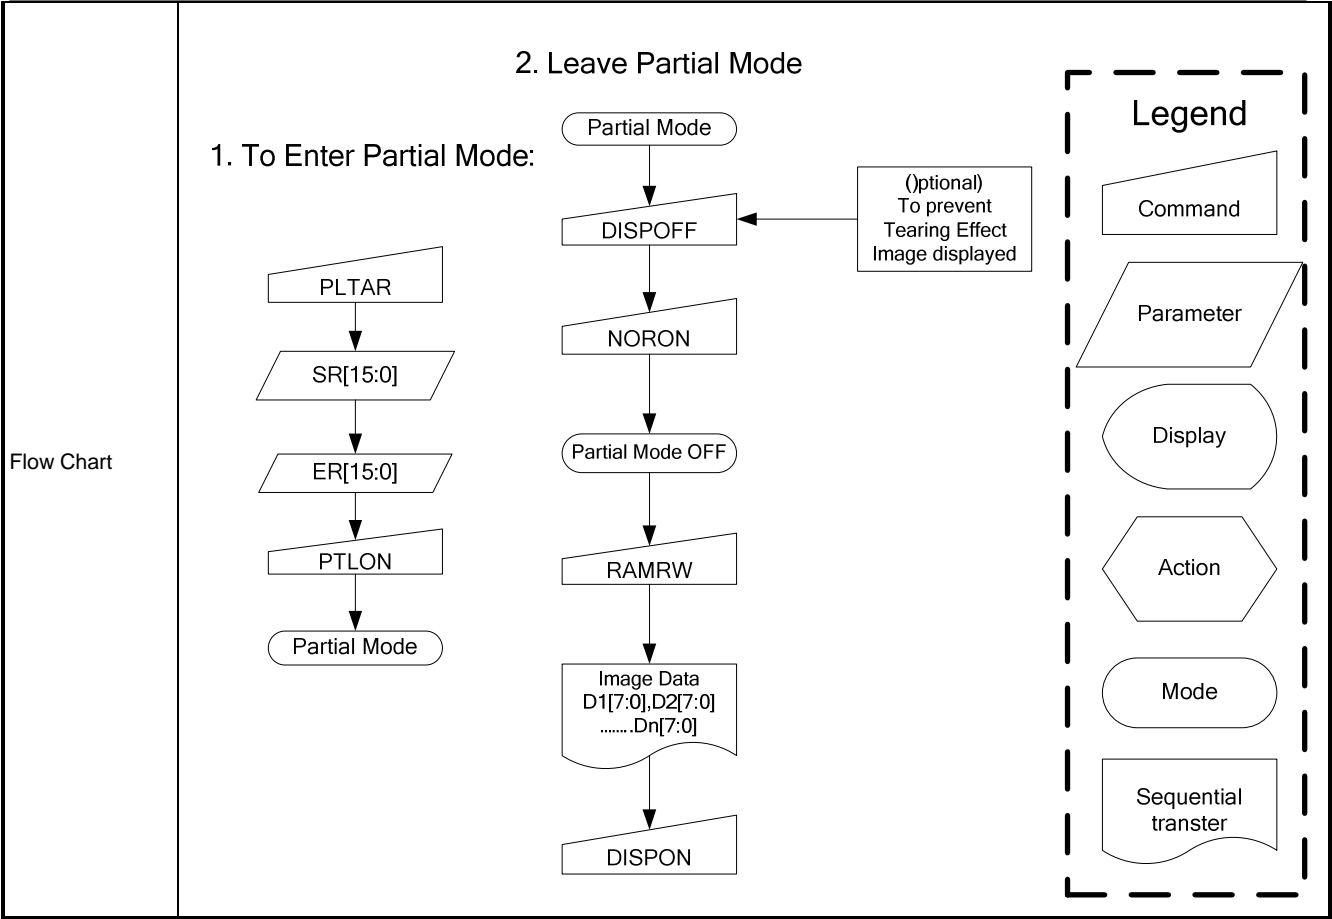 Flow Chart
1. To Enter Partial Mode:
PLTAR
SR[15:0]
ER[15:0]
PTLON
Partial Mode
2. Leave Partial Mode
Partial Mode
DISPOFF
()ptional)
To prevent
Tearing Effect
Image displayed
NORON
Partial Mode OFF
RAMRW
Image Data
D1[7:0],D2[7:0]
........Dn[7:0]
DISPON
Legend
Command
Parameter
Display
Action
Mode
Sequential
transter